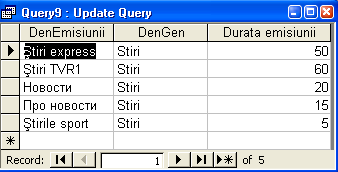 Query9 : Update Query
DenEmisiunii DenGen Durata emisiunii
Ştiri express Stiri 50
Ştiri TVR1 Stiri 60
Новости Stiri 20
Про новости Stiri 15
Ştirile sport Stiri 5
Record: 1 of 5